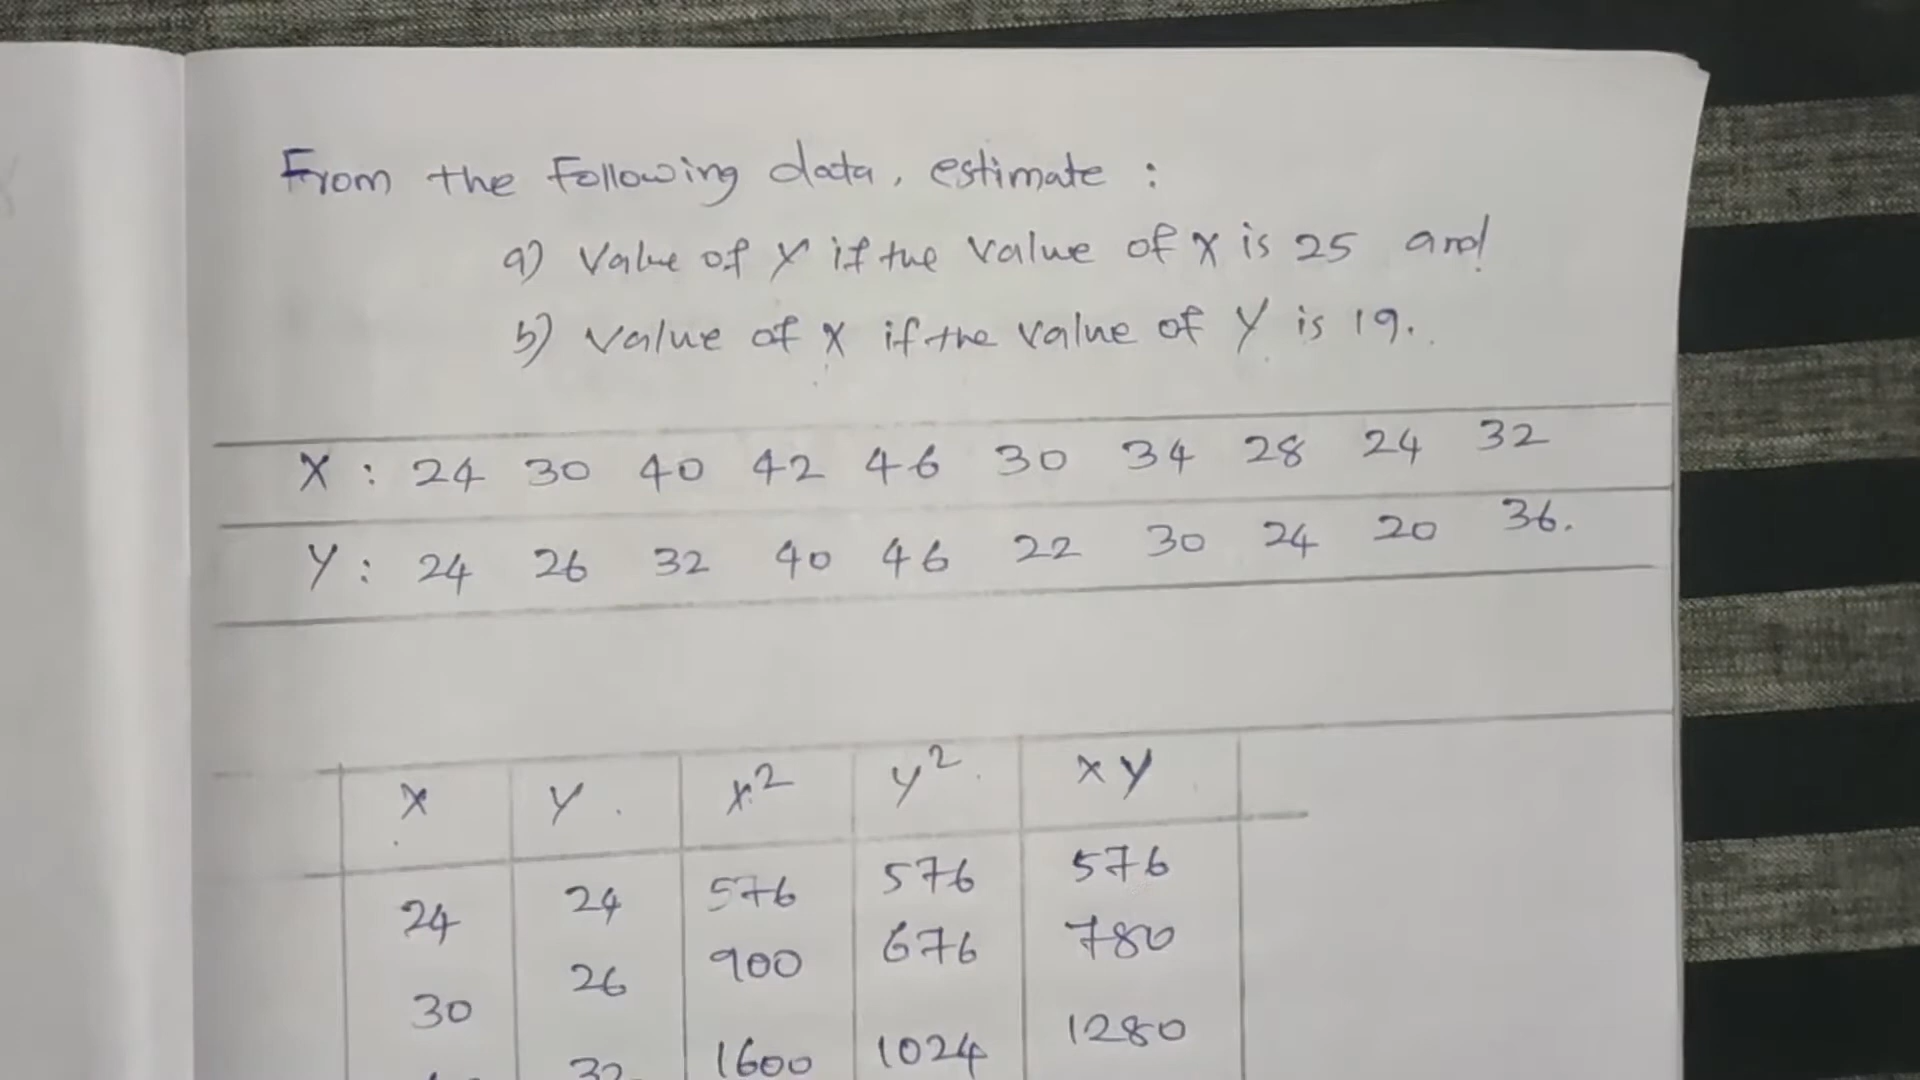 From the Following data, estimate :
a) Value of Y if the value of X is 25 and
b) value of X if the value of Y is 19.
X : 24 30 40 42 46 30 34 28 24 32
Y : 24 26 32 40 46 22 30 24 20 36.
X Y x² y² XY
24 24 576 576 576
30 26 900 676 780
32 1600 1024 1280